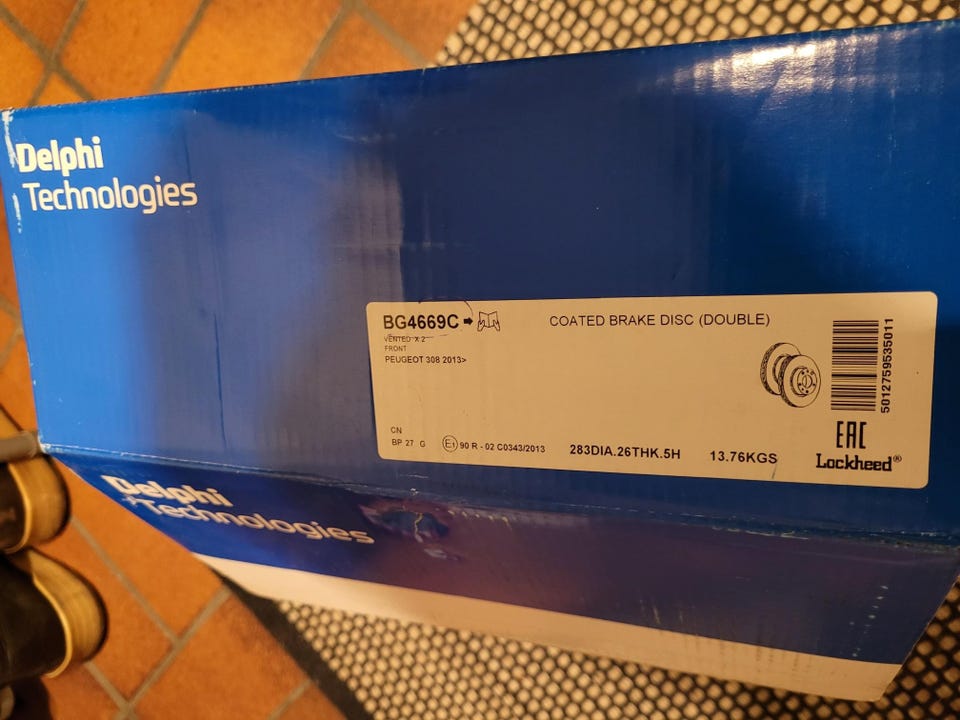 Delphi
Technologies
BG4669C
COATED BRAKE DISC (DOUBLE)
VENTED X 2
FRONT
PEUGEOT 308 2013>
5012759535011
CN
BP 27 G
E1 90 R - 02 C0343/2013
283DIA.26THK.5H
13.76KGS
EAC
Lockheed®
Delphi
Technologies